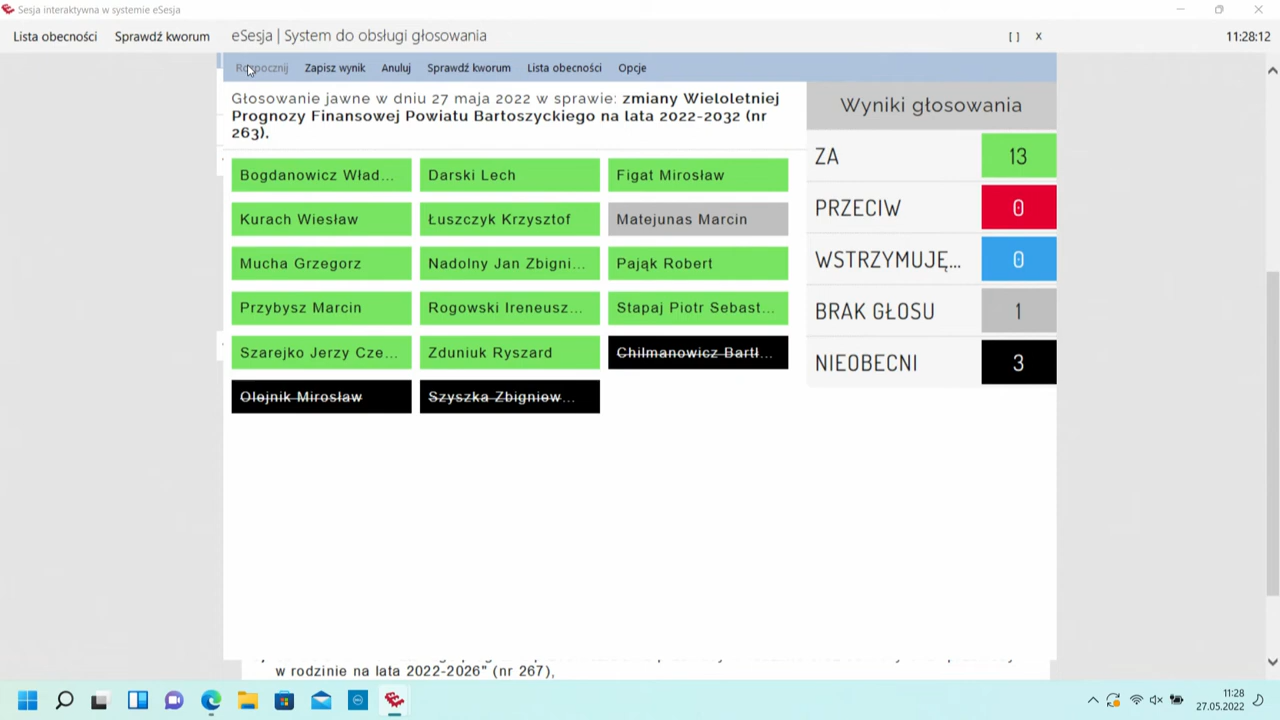 Sesja interaktywna w systemie eSesja
Lista obecności Sprawdź kworum eSesja | System do obsługi głosowania [ ] x 11:28:12
Rozpocznij Zapisz wynik Anuluj Sprawdź kworum Lista obecności Opcje
Głosowanie jawne w dniu 27 maja 2022 w sprawie: zmiany Wieloletniej
Prognozy Finansowej Powiatu Bartoszyckiego na lata 2022-2032 (nr
263).
Bogdanowicz Wład... Darski Lech Figat Mirosław
Kurach Wiesław Łuszczyk Krzysztof Matejunas Marcin
Mucha Grzegorz Nadolny Jan Zbigni... Pająk Robert
Przybysz Marcin Rogowski Ireneusz... Stapaj Piotr Sebast...
Szarejko Jerzy Cze... Zduniuk Ryszard Chilmanowicz Bartł...
Olejnik Mirosław Szyszka Zbigniew...
Wyniki głosowania
ZA 13
PRZECIW 0
WSTRZYMUJĘ... 0
BRAK GŁOSU 1
NIEOBECNI 3
w rodzinie na lata 2022-2026" (nr 267),
11:28
27.05.2022